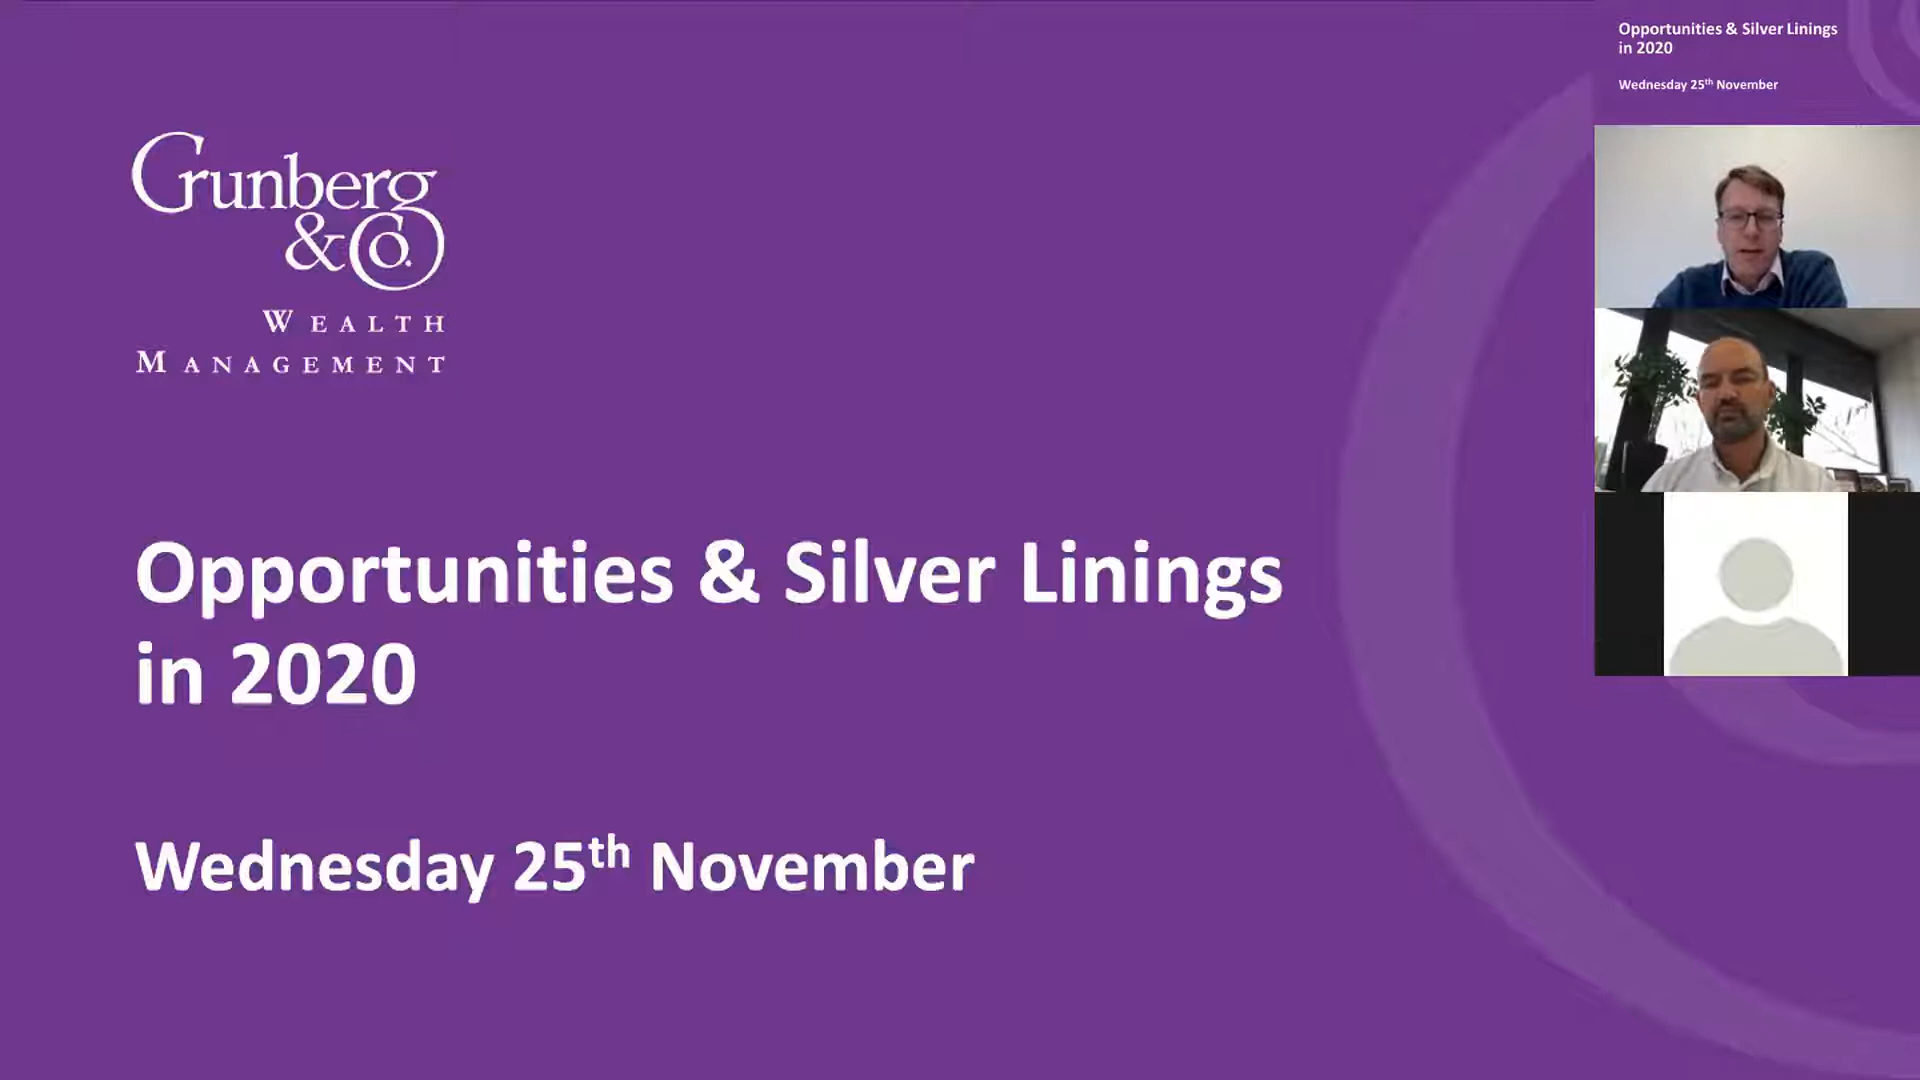 Grunberg
& Co.
WEALTH
MANAGEMENT
Opportunities & Silver Linings
in 2020
Wednesday 25th November
Opportunities & Silver Linings
in 2020
Wednesday 25th November